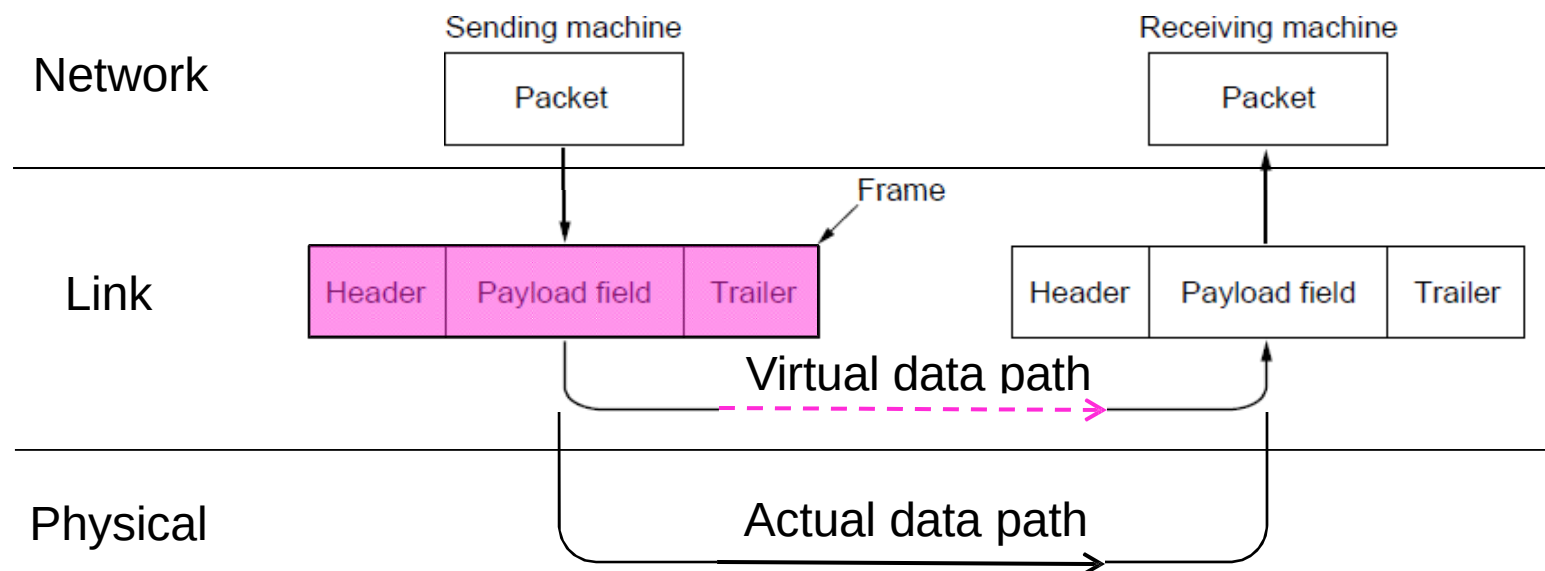 Sending machine
Receiving machine
Network
Packet
Packet
Frame
Link
Header
Payload field
Trailer
Header
Payload field
Trailer
Virtual data path
Physical
Actual data path